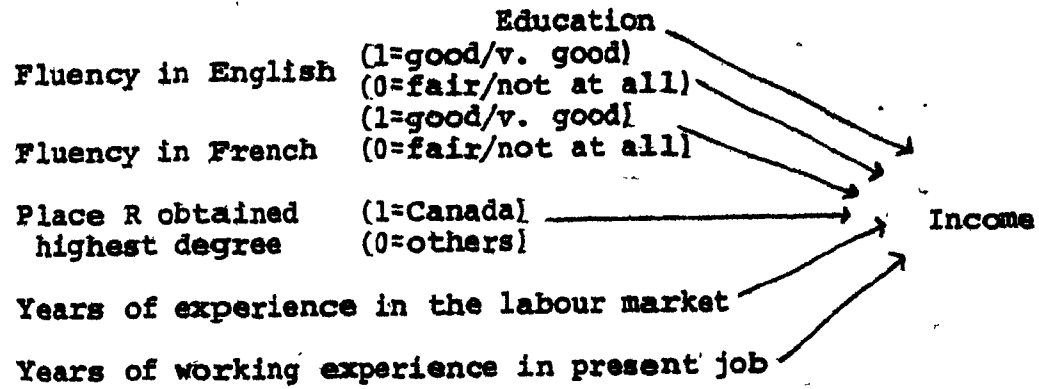 Education
(1=good/v. good)
Fluency in English
(0=fair/not at all)
(1=good/v. good)
Fluency in French (0=fair/not at all)
Place R obtained (1=Canada)
highest degree (0=others)
Income
Years of experience in the labour market
Years of working experience in present job